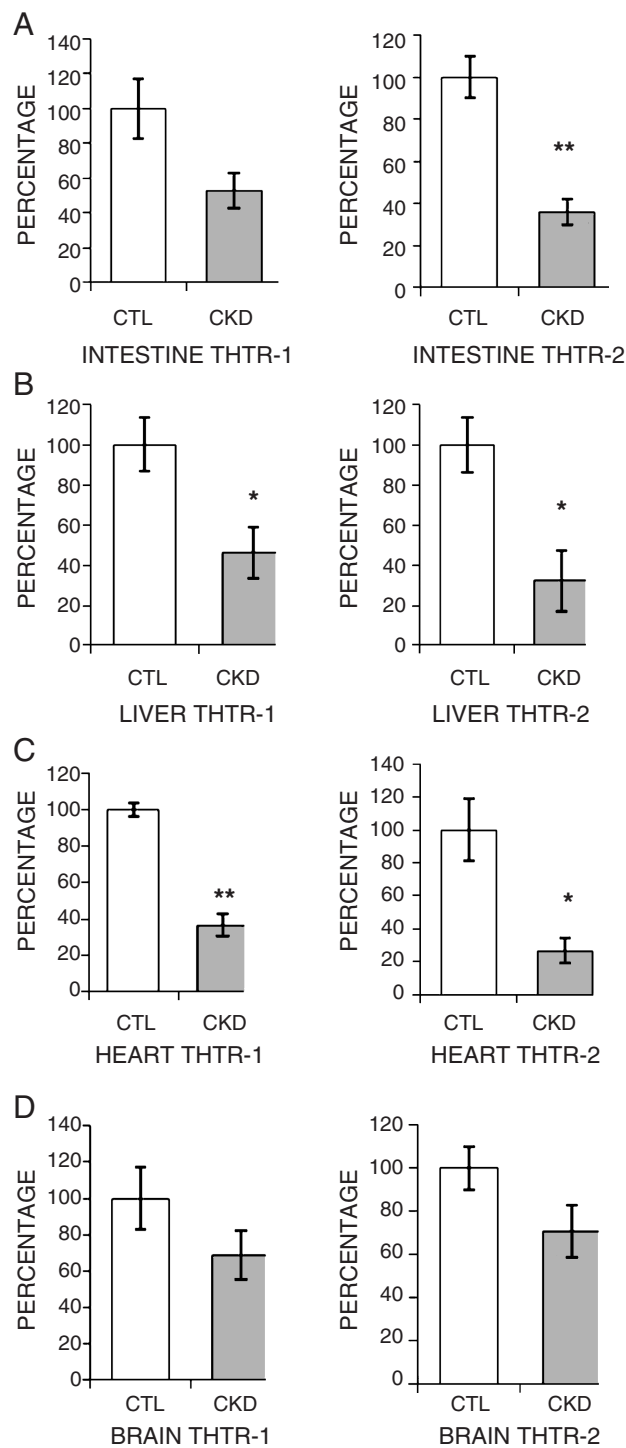 A
PERCENTAGE
140
120
100
80
60
40
20
0
CTL CKD
INTESTINE THTR-1
PERCENTAGE
120
100
80
60
40
20
0
**
CTL CKD
INTESTINE THTR-2
B
PERCENTAGE
120
100
80
60
40
20
0
*
CTL CKD
LIVER THTR-1
PERCENTAGE
120
100
80
60
40
20
0
*
CTL CKD
LIVER THTR-2
C
PERCENTAGE
120
100
80
60
40
20
0
**
CTL CKD
HEART THTR-1
PERCENTAGE
140
120
100
80
60
40
20
0
*
CTL CKD
HEART THTR-2
D
PERCENTAGE
140
120
100
80
60
40
20
0
CTL CKD
BRAIN THTR-1
PERCENTAGE
120
100
80
60
40
20
0
CTL CKD
BRAIN THTR-2